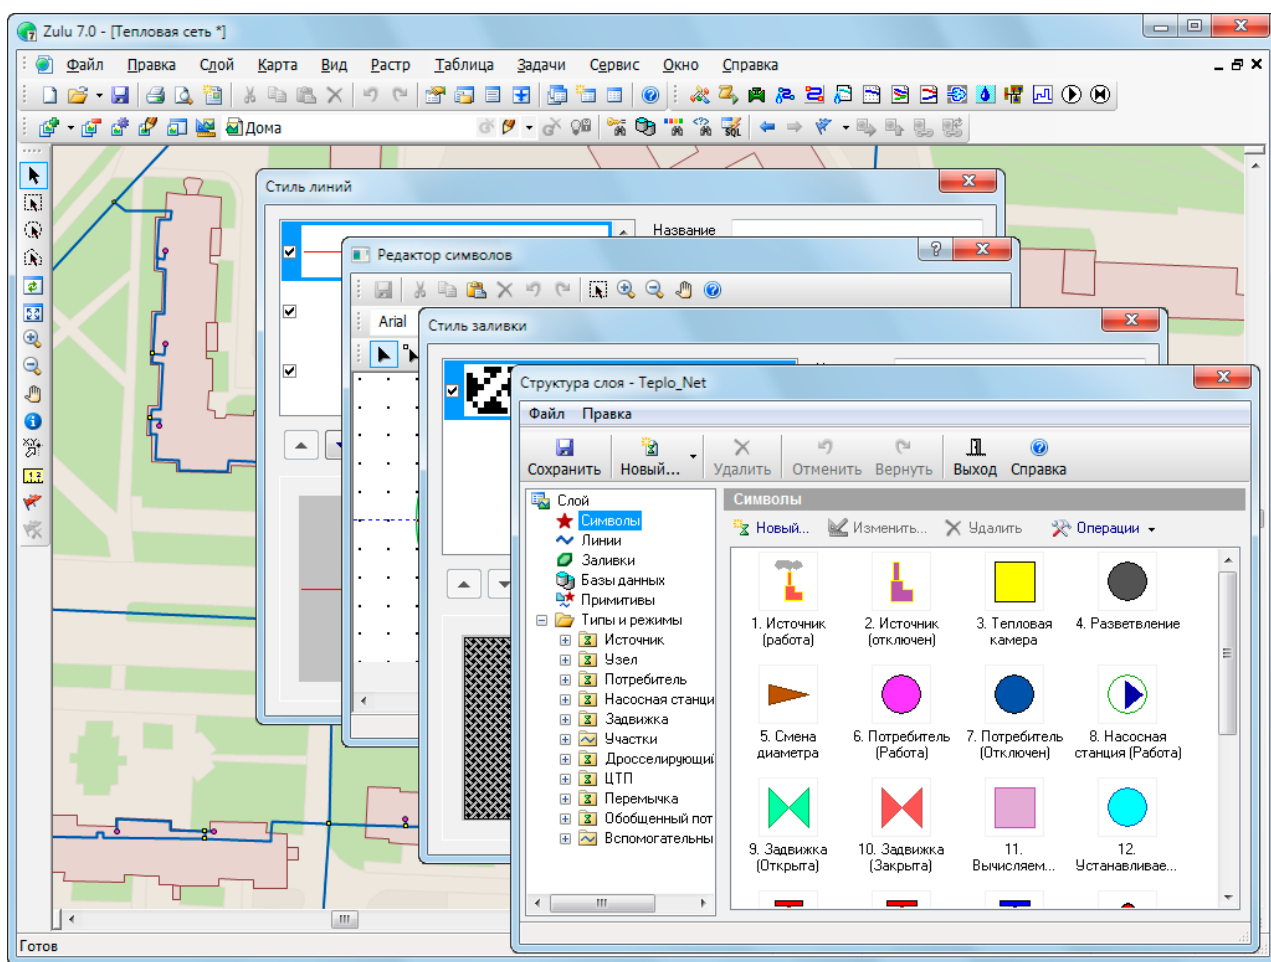 Zulu 7.0 - [Тепловая сеть *]
Файл Правка Слой Карта Вид Растр Таблица Задачи Сервис Окно Справка
Дома
SQL
Стиль линий
Название
Редактор символов
Arial
Стиль заливки
Структура слоя - Teplo_Net
Файл Правка
Сохранить Новый... Удалить Отменить Вернуть Выход Справка
Слой
Символы
Линии
Заливки
Базы данных
Примитивы
Типы и режимы
Источник
Узел
Потребитель
Насосная станци
Задвижка
Участки
Дросселирующий
ЦТП
Перемычка
Обобщенный пот
Вспомогательны
Символы
Новый... Изменить... Удалить Операции
1. Источник
(работа)
2. Источник
(отключен)
3. Тепловая
камера
4. Разветвление
5. Смена
диаметра
6. Потребитель
(Работа)
7. Потребитель
(Отключен)
8. Насосная
станция (Работа)
9. Задвижка
(Открыта)
10. Задвижка
(Закрыта)
11.
Вычисляем...
12.
Устанавливае...
Готов